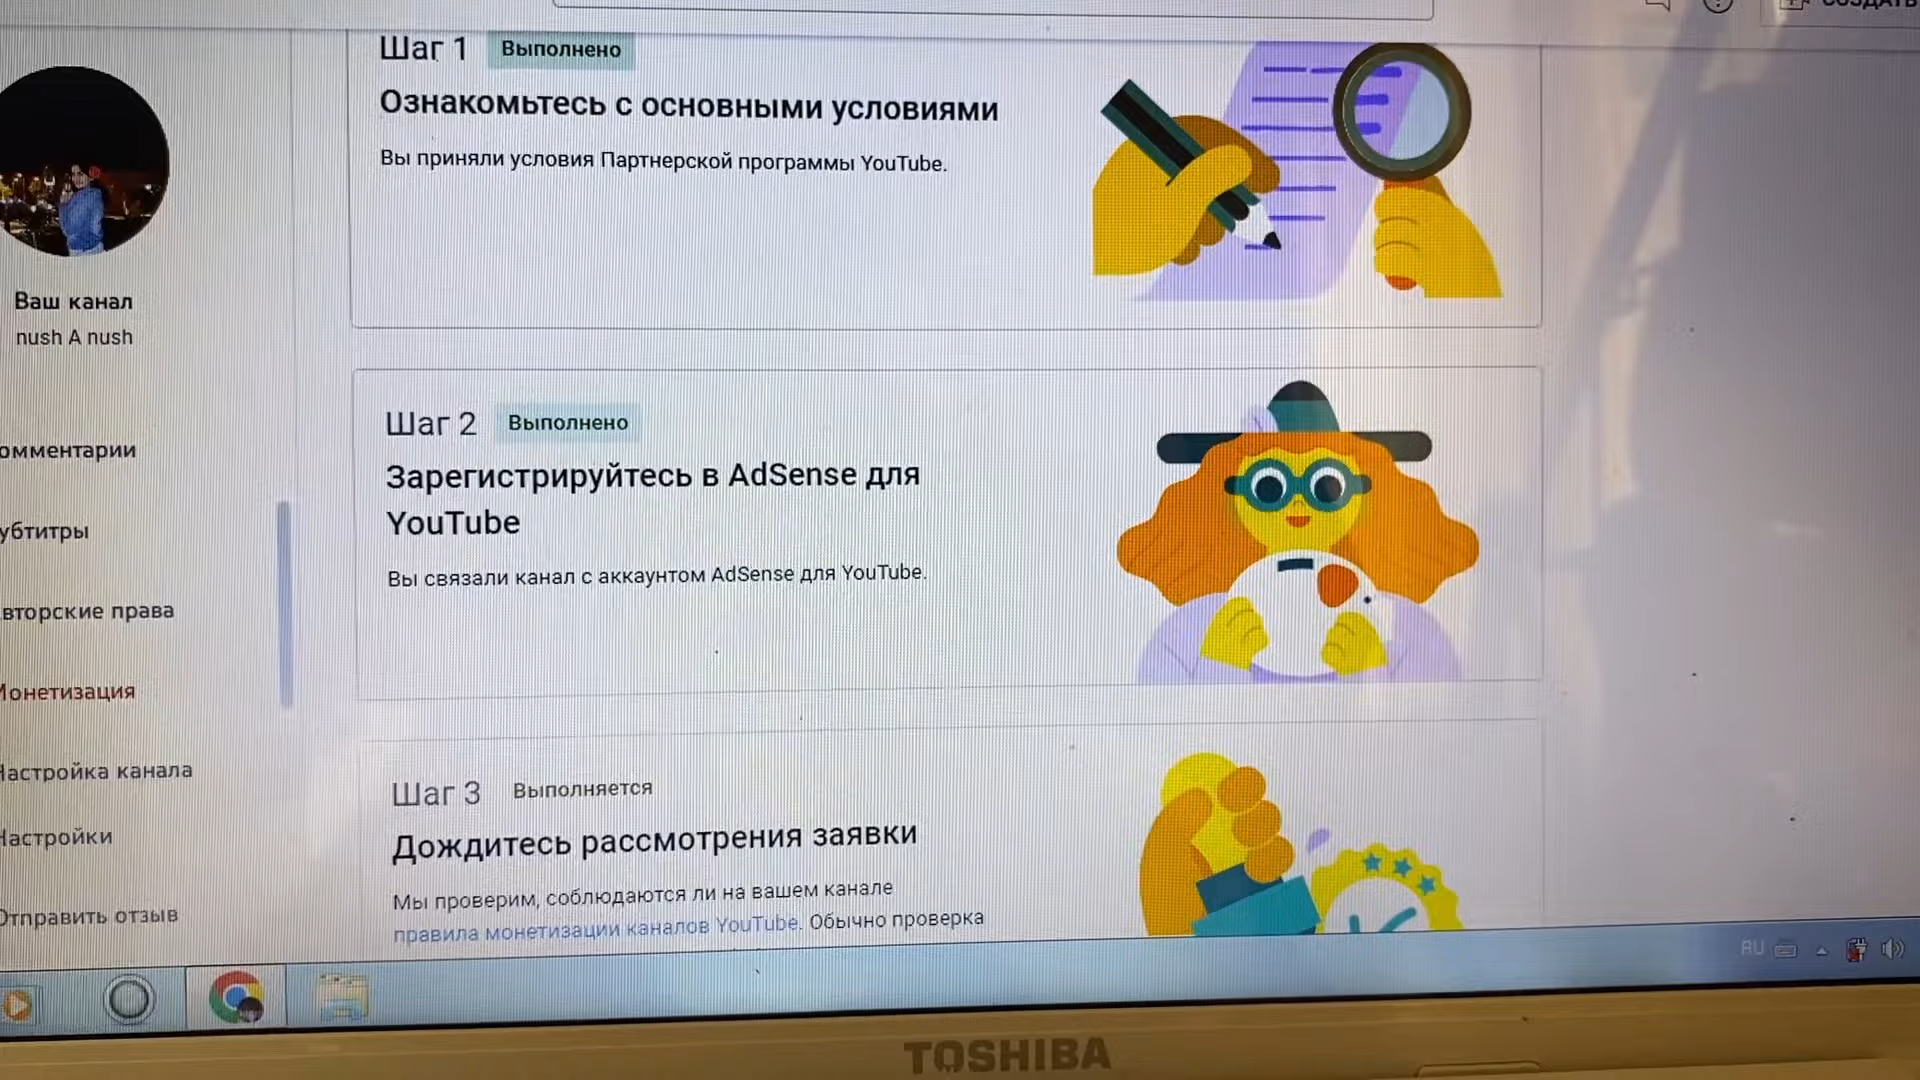 СОЗДАТЬ
Шаг 1 Выполнено
Ознакомьтесь с основными условиями
Вы приняли условия Партнерской программы YouTube.
Ваш канал
nush A nush
омментарии
убтитры
вторские права
Монетизация
Настройка канала
Настройки
Отправить отзыв
Шаг 2 Выполнено
Зарегистрируйтесь в AdSense для
YouTube
Вы связали канал с аккаунтом AdSense для YouTube.
Шаг 3 Выполняется
Дождитесь рассмотрения заявки
Мы проверим, соблюдаются ли на вашем канале
правила монетизации каналов YouTube. Обычно проверка
RU
TOSHIBA